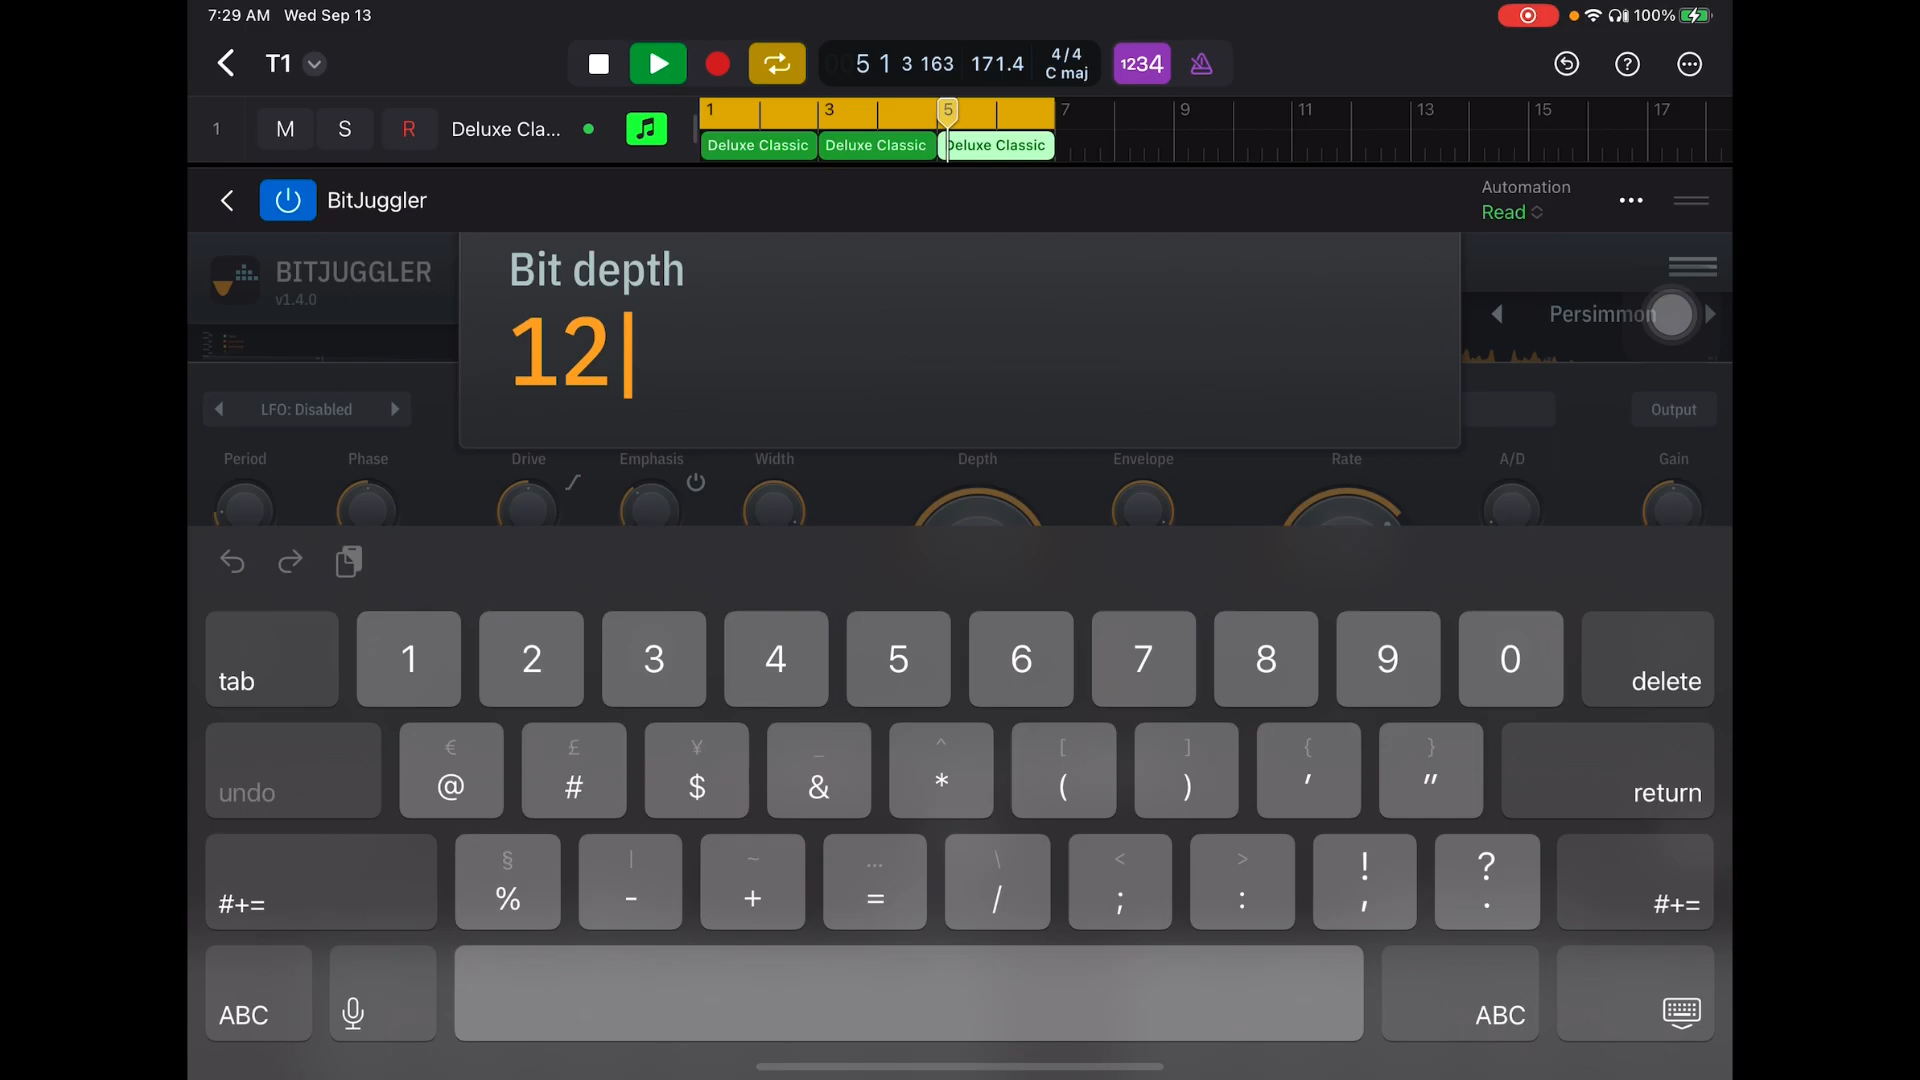 7:29 AM Wed Sep 13
100%
T1
5 1 3 163 171.4 4/4 C maj
1234
1 M S R Deluxe Cla...
1 3 5 7 9 11 13 15 17
Deluxe Classic Deluxe Classic Deluxe Classic
BitJuggler
Automation
Read
BITJUGGLER
v1.4.0
Bit depth
12
Persimmon
LFO: Disabled
Output
Period Phase Drive Emphasis Width Depth Envelope Rate A/D Gain
tab 1 2 3 4 5 6 7 8 9 0 delete
€ £ ¥ _ ^ [ ] { }
undo @ # $ & * ( ) ' " return
§ | ~ ... \ < > ! ?
#+= % - + = / ; : , . #+=
ABC ABC